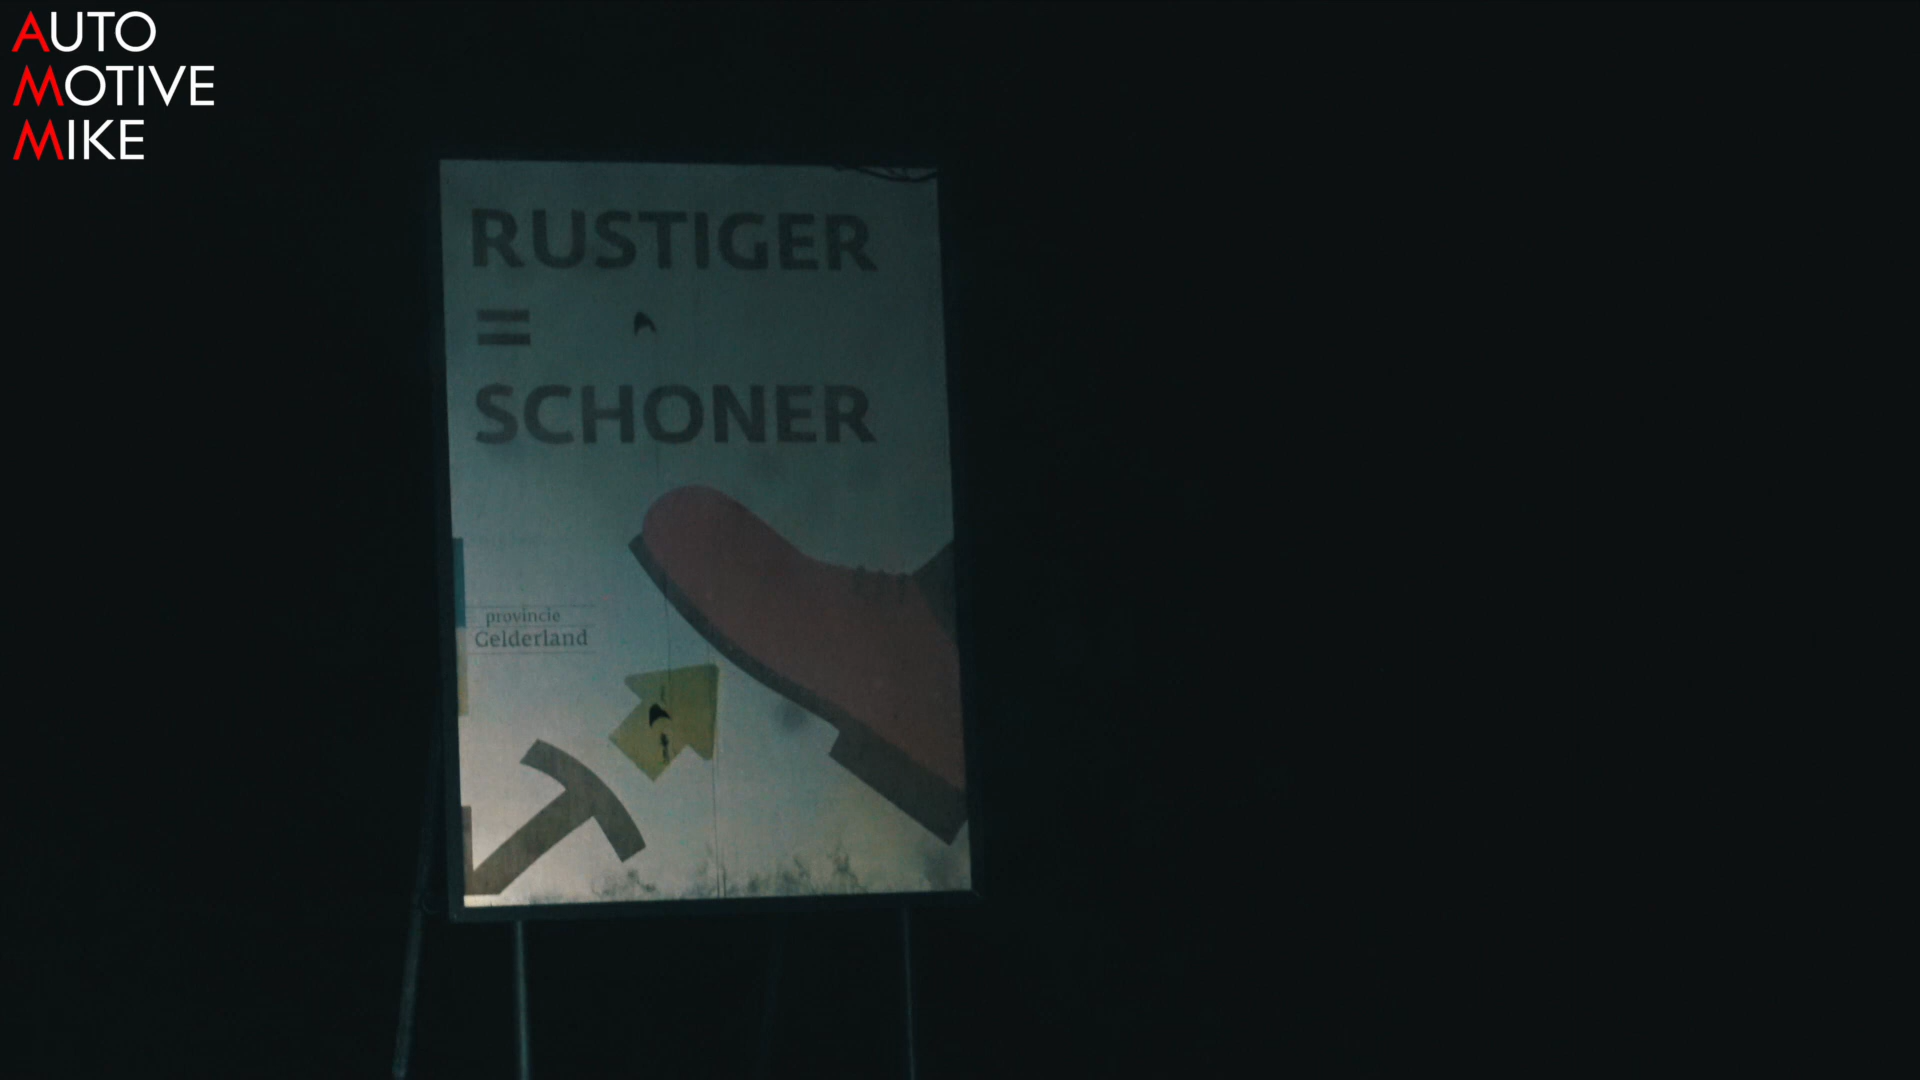 AUTO
MOTIVE
MIKE
RUSTIGER
=
SCHONER
provincie
Gelderland